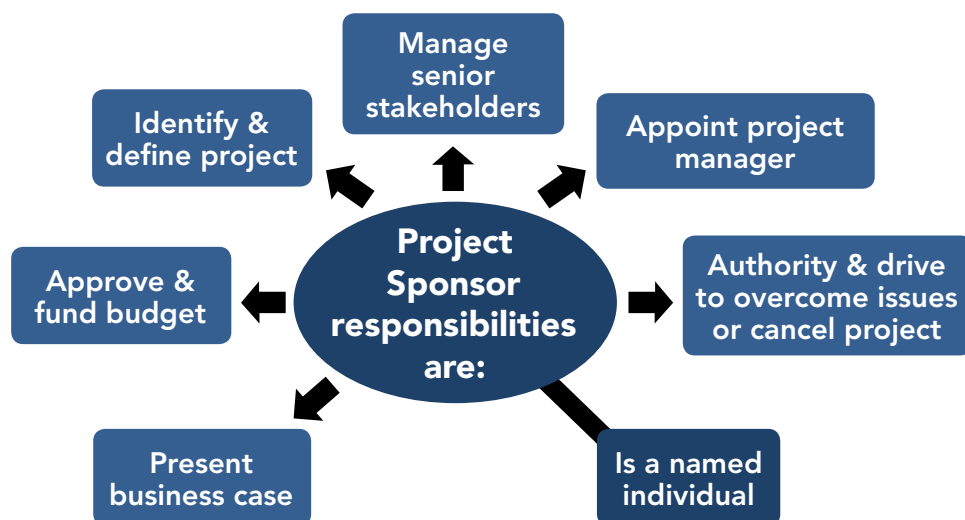 Manage
senior
stakeholders
Identify &
define project
Appoint project
manager
Project
Sponsor
responsibilities
are:
Approve &
fund budget
Authority & drive
to overcome issues
or cancel project
Present
business case
Is a named
individual